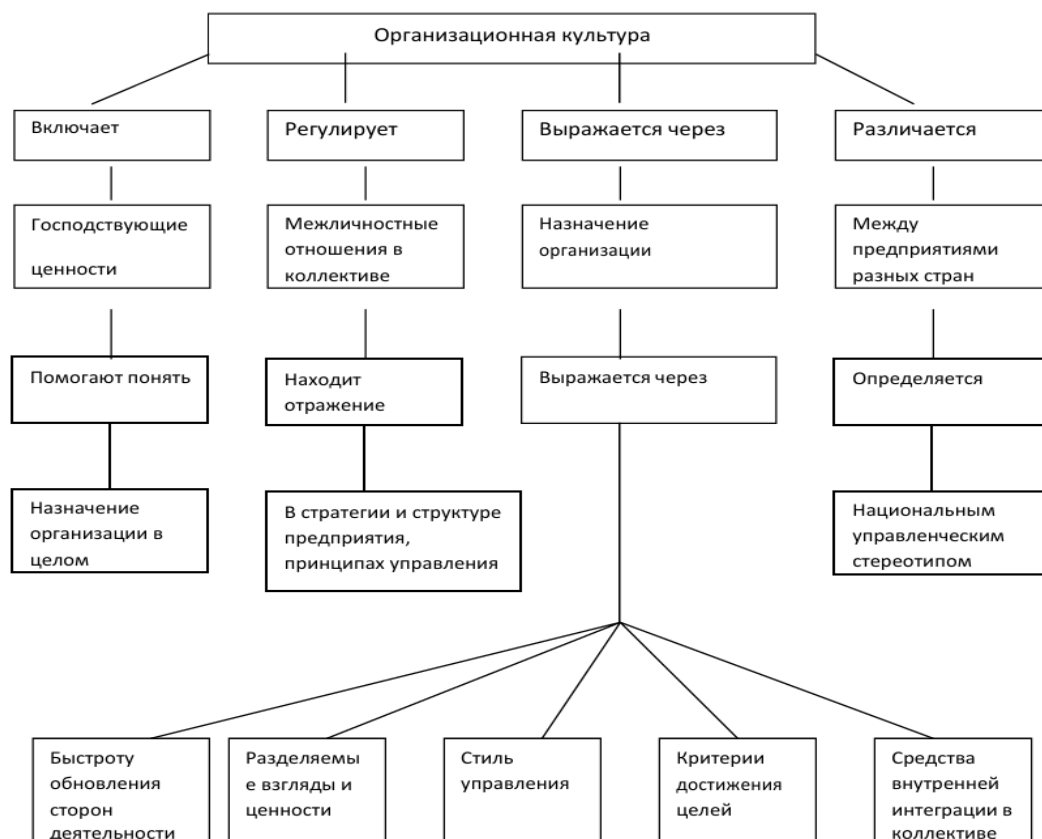 Организационная культура
Включает
Регулирует
Выражается через
Различается
Господствующие
ценности
Межличностные
отношения в
коллективе
Назначение
организации
Между
предприятиями
разных стран
Помогают понять
Находит
отражение
Выражается через
Определяется
Назначение
организации в
целом
В стратегии и структуре
предприятия,
принципах управления
Национальным
управленческим
стереотипом
Быстроту
обновления
сторон
деятельности
Разделяемы
е взгляды и
ценности
Стиль
управления
Критерии
достижения
целей
Средства
внутренней
интеграции в
коллективе